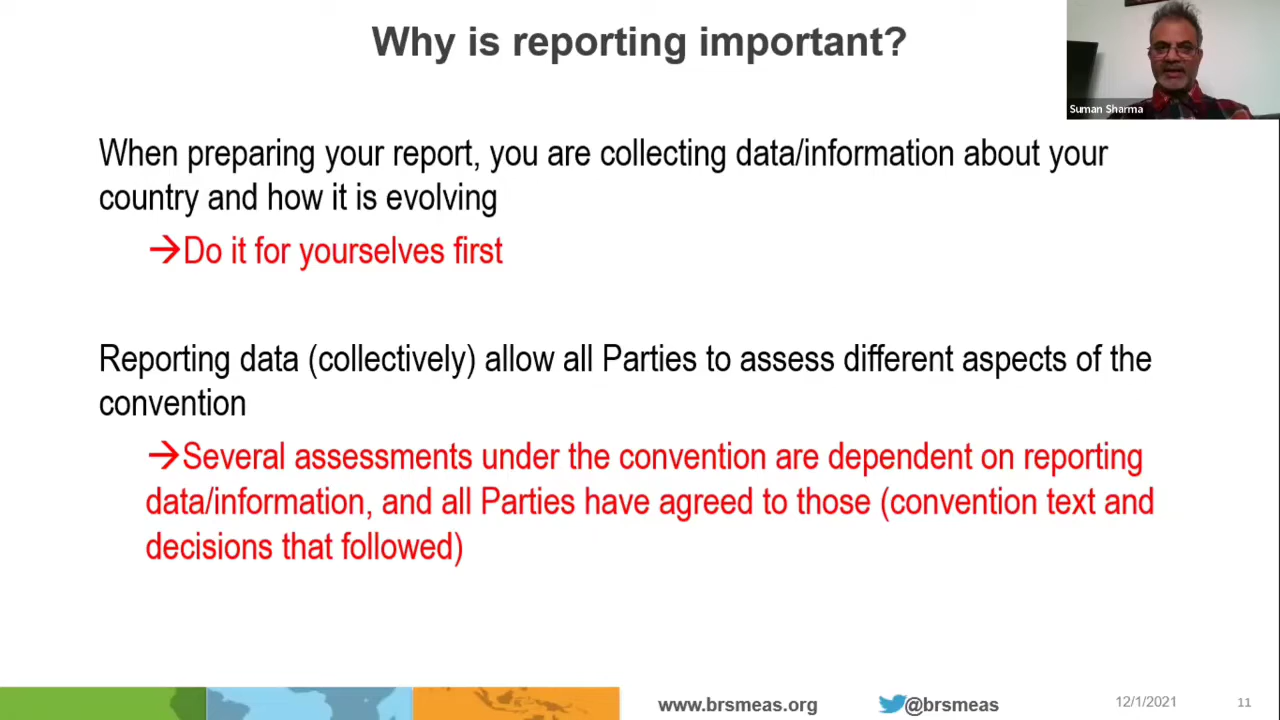 Why is reporting important?
Suman Sharma
When preparing your report, you are collecting data/information about your
country and how it is evolving
→Do it for yourselves first
Reporting data (collectively) allow all Parties to assess different aspects of the
convention
→Several assessments under the convention are dependent on reporting
data/information, and all Parties have agreed to those (convention text and
decisions that followed)
www.brsmeas.org @brsmeas 12/1/2021 11